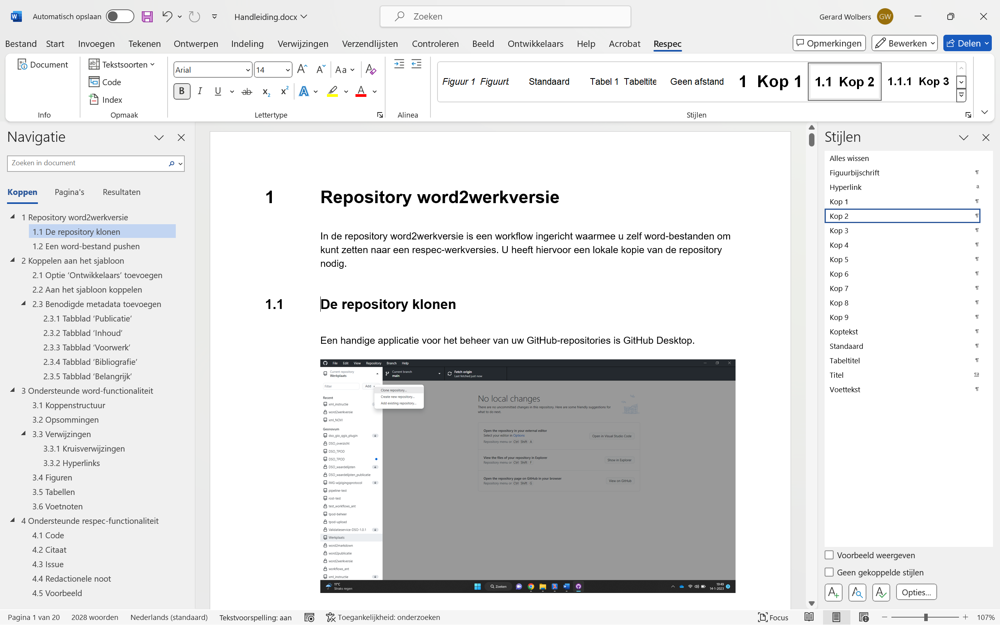 Automatisch opslaan
Handleiding.docx
Zoeken
Gerard Wolbers
GW
Bestand Start Invoegen Tekenen Ontwerpen Indeling Verwijzingen Verzendlijsten Controleren Beeld Ontwikkelaars Help Acrobat Respec
Opmerkingen
Bewerken
Delen
Document
Info
Tekstsoorten
Code
Index
Opmaak
Arial
14
Lettertype
Alinea
Figuur 1 Figuurb
Standaard
Tabel 1 Tabeltite
Geen afstand
1 Kop 1
1.1 Kop 2
1.1.1 Kop 3
Stijlen
Navigatie
Zoeken in document
Koppen Pagina's Resultaten
1 Repository word2werkversie
1.1 De repository klonen
1.2 Een word-bestand pushen
2 Koppelen aan het sjabloon
2.1 Optie ‘Ontwikkelaars’ toevoegen
2.2 Aan het sjabloon koppelen
2.3 Benodigde metadata toevoegen
2.3.1 Tabblad ‘Publicatie’
2.3.2 Tabblad ‘Inhoud’
2.3.3 Tabblad ‘Voorwerk’
2.3.4 Tabblad ‘Bibliografie’
2.3.5 Tabblad ‘Belangrijk’
3 Ondersteunde word-functionaliteit
3.1 Koppenstructuur
3.2 Opsommingen
3.3 Verwijzingen
3.3.1 Kruisverwijzingen
3.3.2 Hyperlinks
3.4 Figuren
3.5 Tabellen
3.6 Voetnoten
4 Ondersteunde respec-functionaliteit
4.1 Code
4.2 Citaat
4.3 Issue
4.4 Redactionele noot
4.5 Voorbeeld
1 Repository word2werkversie
In de repository word2werkversie is een workflow ingericht waarmee u zelf word-bestanden om
kunt zetten naar een respec-werkversies. U heeft hiervoor een lokale kopie van de repository
nodig.
1.1 De repository klonen
Een handige applicatie voor het beheer van uw GitHub-repositories is GitHub Desktop.
File Edit View Repository Branch Help
Current repository
Werkplaats
Current branch
main
Fetch origin
Last fetched just now
Filter
Add
Clone repository...
Create new repository...
Add existing repository...
Recent
xml_instructie
word2werkversie
xml_NOVI
Geonovum
dso_gio_qgis_plugin
DSO_overzicht
DSO_TPOD
DSO_TPOD
DSO_waardelijsten
DSO_waardelijsten_publicatie
IMG-wijzigingsprotocol
pipeline-test
rost-test
test_workflows_ant
tpod-beheer
tpod-upload
Validatieservice-DSO-1.0.1
Werkplaats
word2markdown
word2publicatie
word2werkversie
workflows_ant
xml_instructie
No local changes
There are no uncommitted changes in this repository. Here are some friendly suggestions for
what to do next.
Open the repository in your external editor
Select your editor in Options
Repository menu or Ctrl Shift A
Open in Visual Studio Code
View the files of your repository in Explorer
Repository menu or Ctrl Shift F
Show in Explorer
Open the repository page on GitHub in your browser
Repository menu or Ctrl Shift G
View on GitHub
11°C
Straks regen
Zoeken
19:49
14-1-2023
Stijlen
Alles wissen
Figuurbijschrift
Hyperlink
Kop 1
Kop 2
Kop 3
Kop 4
Kop 5
Kop 6
Kop 7
Kop 8
Kop 9
Koptekst
Standaard
Tabeltitel
Titel
Voettekst
Voorbeeld weergeven
Geen gekoppelde stijlen
Opties...
Pagina 1 van 20 2028 woorden Nederlands (standaard) Tekstvoorspelling: aan Toegankelijkheid: onderzoeken
Focus
107%